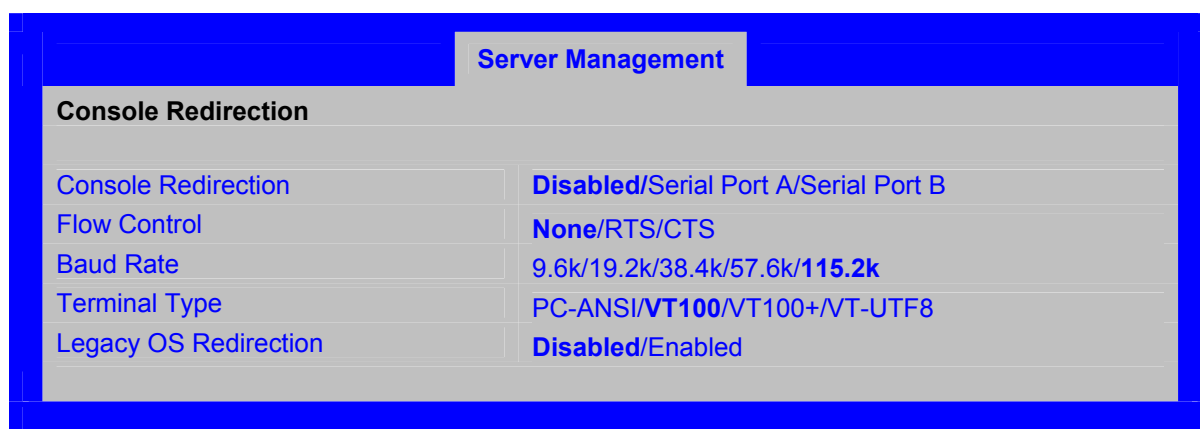 Server Management
Console Redirection
Console Redirection Disabled/Serial Port A/Serial Port B
Flow Control None/RTS/CTS
Baud Rate 9.6k/19.2k/38.4k/57.6k/115.2k
Terminal Type PC-ANSI/VT100/VT100+/VT-UTF8
Legacy OS Redirection Disabled/Enabled